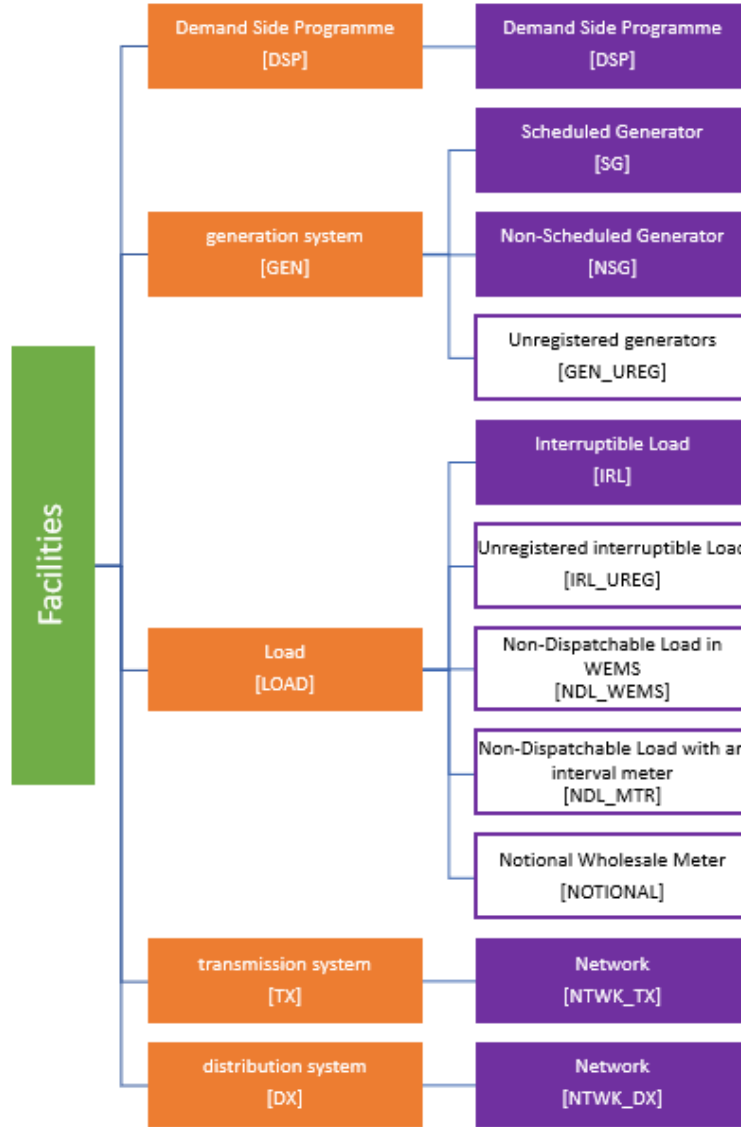 Facilities
Demand Side Programme
[DSP]
Demand Side Programme
[DSP]
generation system
[GEN]
Scheduled Generator
[SG]
Non-Scheduled Generator
[NSG]
Unregistered generators
[GEN_UREG]
Load
[LOAD]
Interruptible Load
[IRL]
Unregistered interruptible Load
[IRL_UREG]
Non-Dispatchable Load in
WEMS
[NDL_WEMS]
Non-Dispatchable Load with an
interval meter
[NDL_MTR]
Notional Wholesale Meter
[NOTIONAL]
transmission system
[TX]
Network
[NTWK_TX]
distribution system
[DX]
Network
[NTWK_DX]